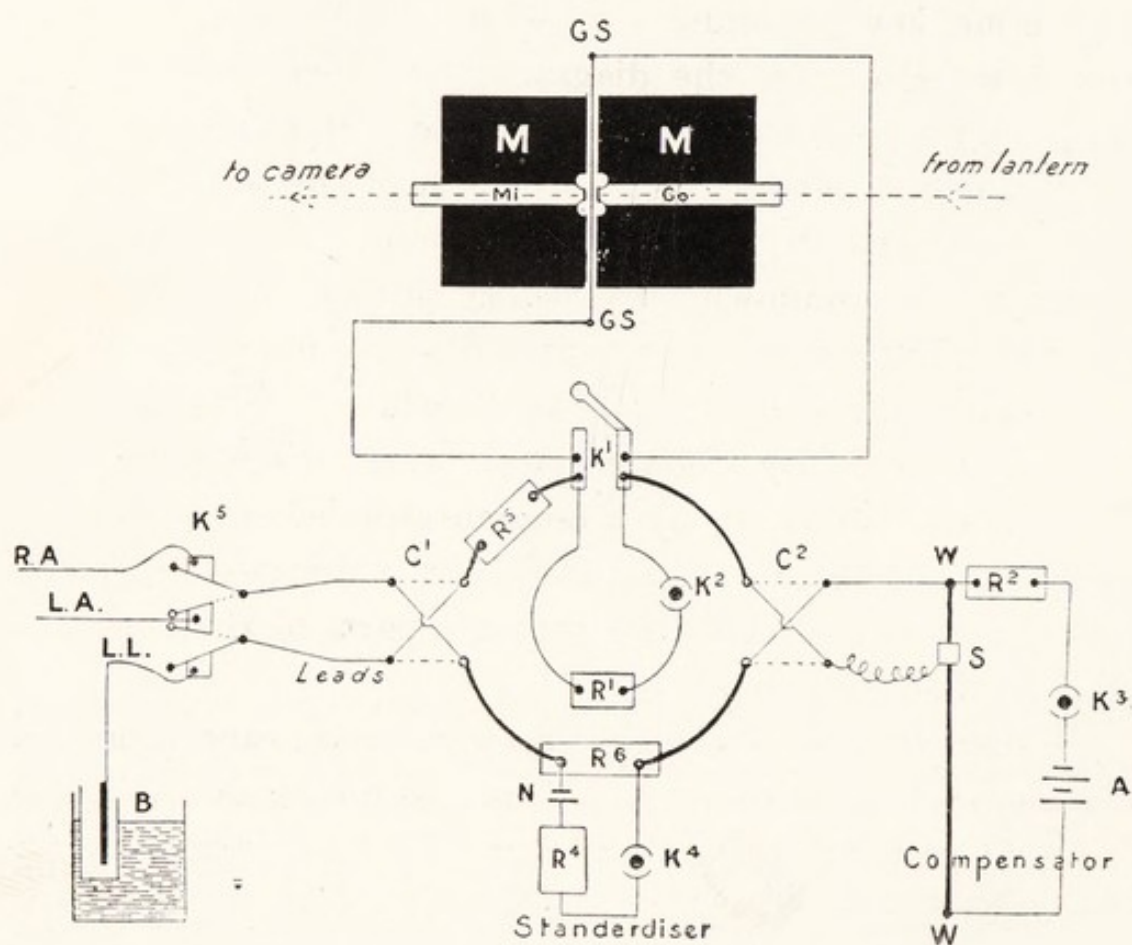 GS
M M
to camera
from lantern
Mi Co
GS
K¹
K⁵
R⁵
R.A
C¹
C²
W
K²
R²
L.A.
L.L.
Leads
S
R¹
K³
R⁶
B
N
A
R⁴
K⁴
Compensator
Standerdiser
W